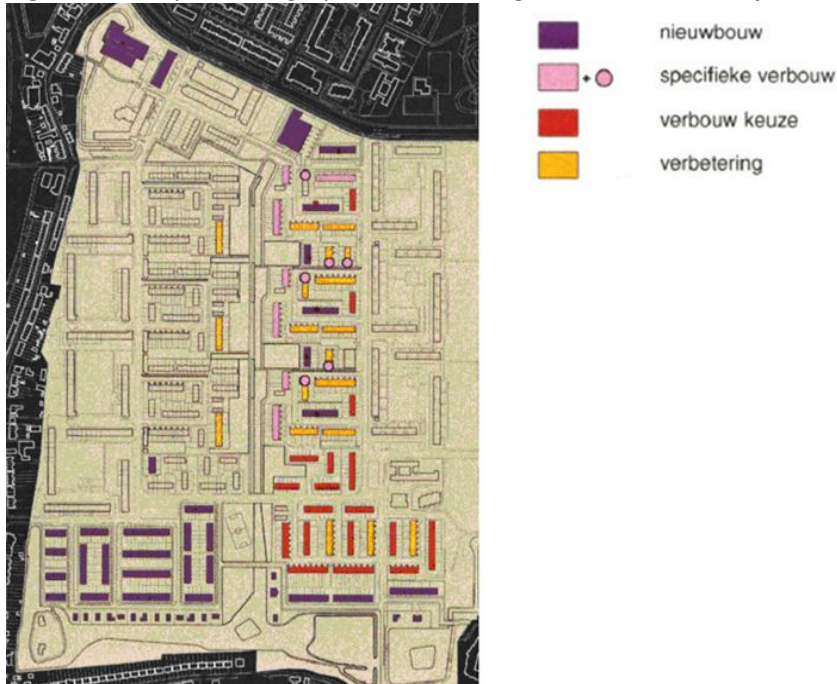 nieuwbouw
+ specifieke verbouw
verbouw keuze
verbetering